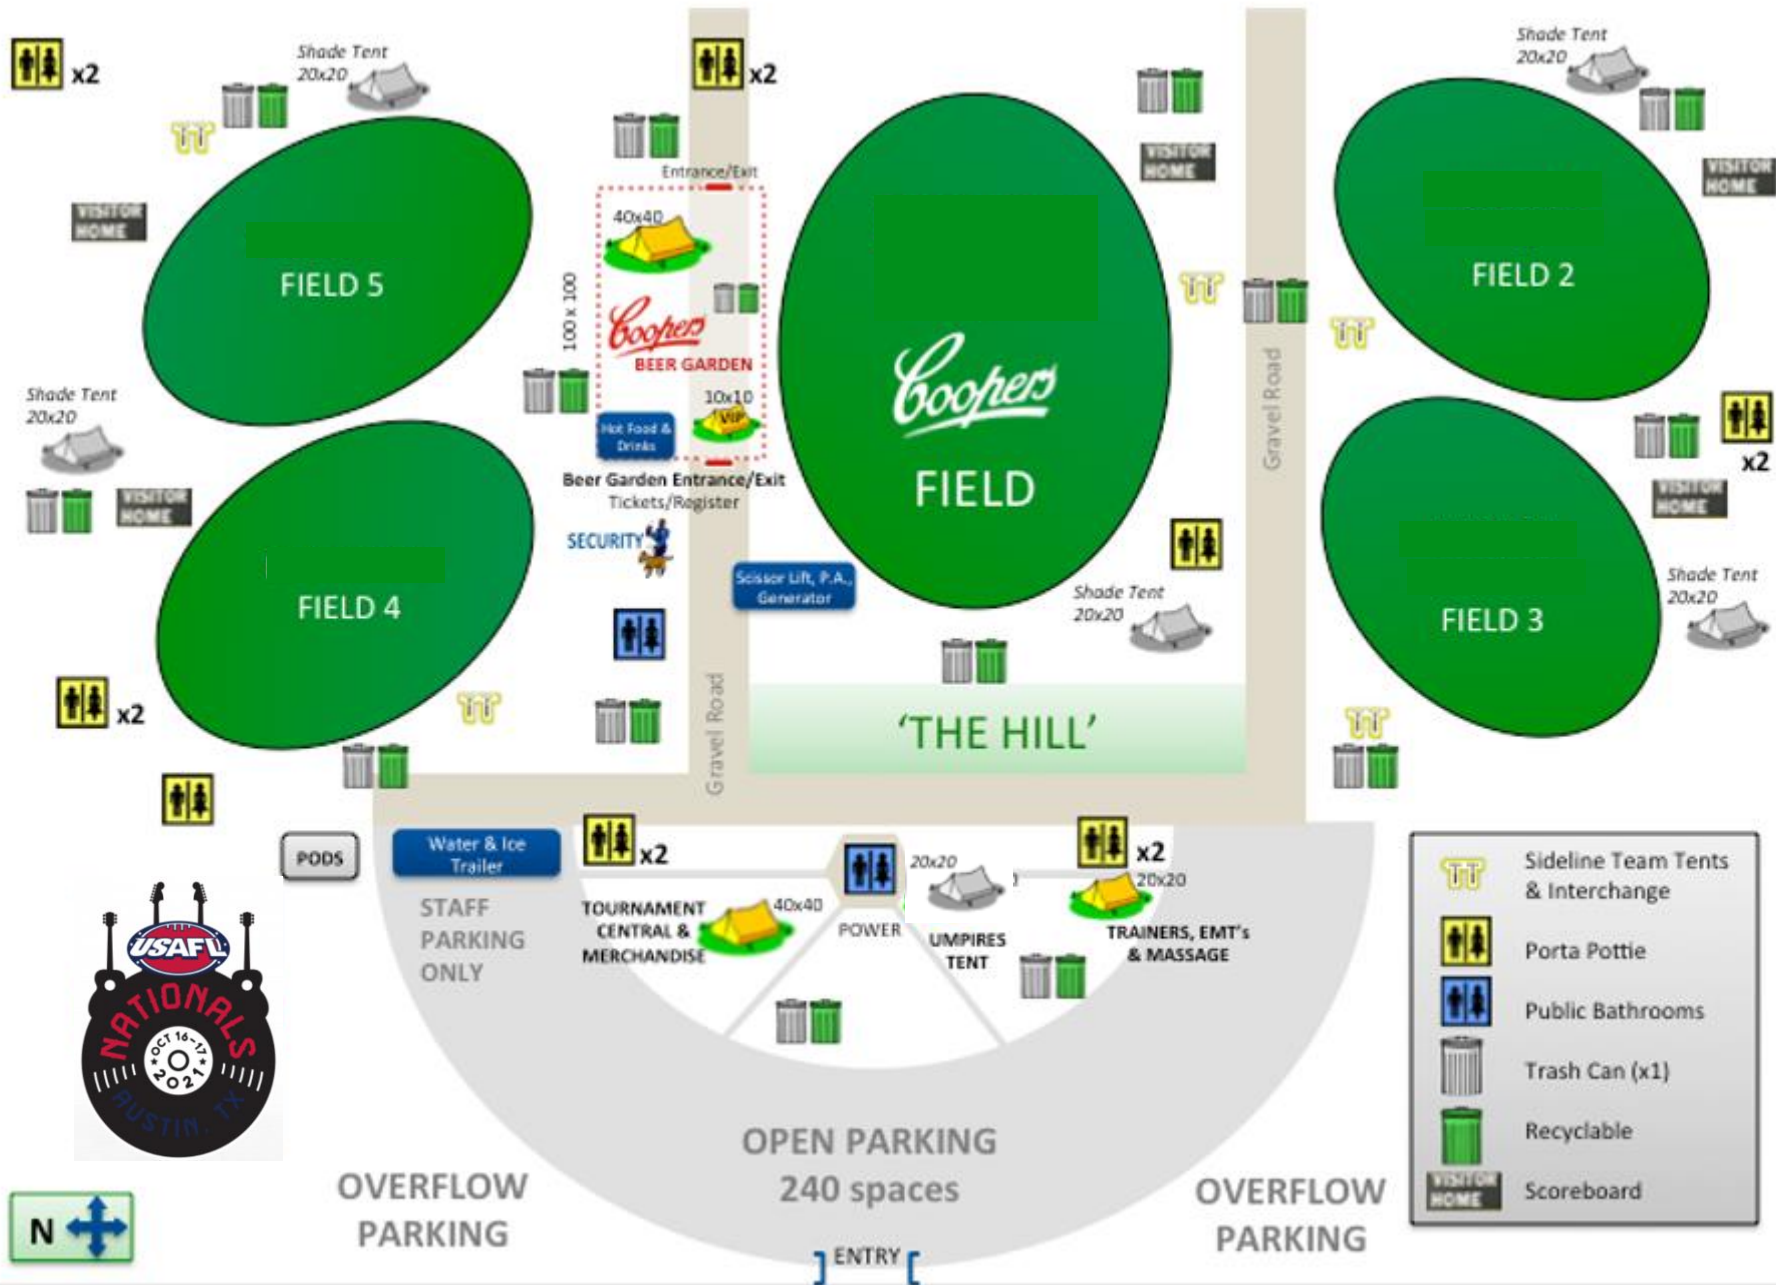 x2
Shade Tent
20x20
x2
Shade Tent
20x20
VISITOR
HOME
VISITOR
HOME
VISITOR
HOME
Entrance/Exit
40x40
100 x 100
Coopers
BEER GARDEN
10x10
VIP
Hot Food &
Drinks
Beer Garden Entrance/Exit
Tickets/Register
SECURITY
FIELD 5
Coopers
FIELD
FIELD 2
Gravel Road
Shade Tent
20x20
VISITOR
HOME
FIELD 4
x2
Scissor Lift, P.A.,
Generator
Shade Tent
20x20
x2
VISITOR
HOME
FIELD 3
Shade Tent
20x20
Gravel Road
'THE HILL'
PODS
Water & Ice
Trailer
x2
x2
STAFF
PARKING
ONLY
TOURNAMENT
CENTRAL &
MERCHANDISE
40x40
POWER
20x20
UMPIRES
TENT
20x20
TRAINERS, EMT's
& MASSAGE
USAFL
NATIONALS
OCT 16-17
2021
AUSTIN, TX
OPEN PARKING
240 spaces
OVERFLOW
PARKING
OVERFLOW
PARKING
ENTRY
N
Sideline Team Tents
& Interchange
Porta Pottie
Public Bathrooms
Trash Can (x1)
Recyclable
VISITOR
HOME
Scoreboard